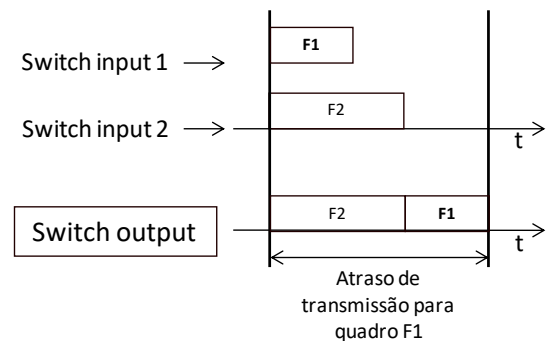 F1
Switch input 1
F2
Switch input 2
t
F2 F1
Switch output
t
Atraso de
transmissão para
quadro F1